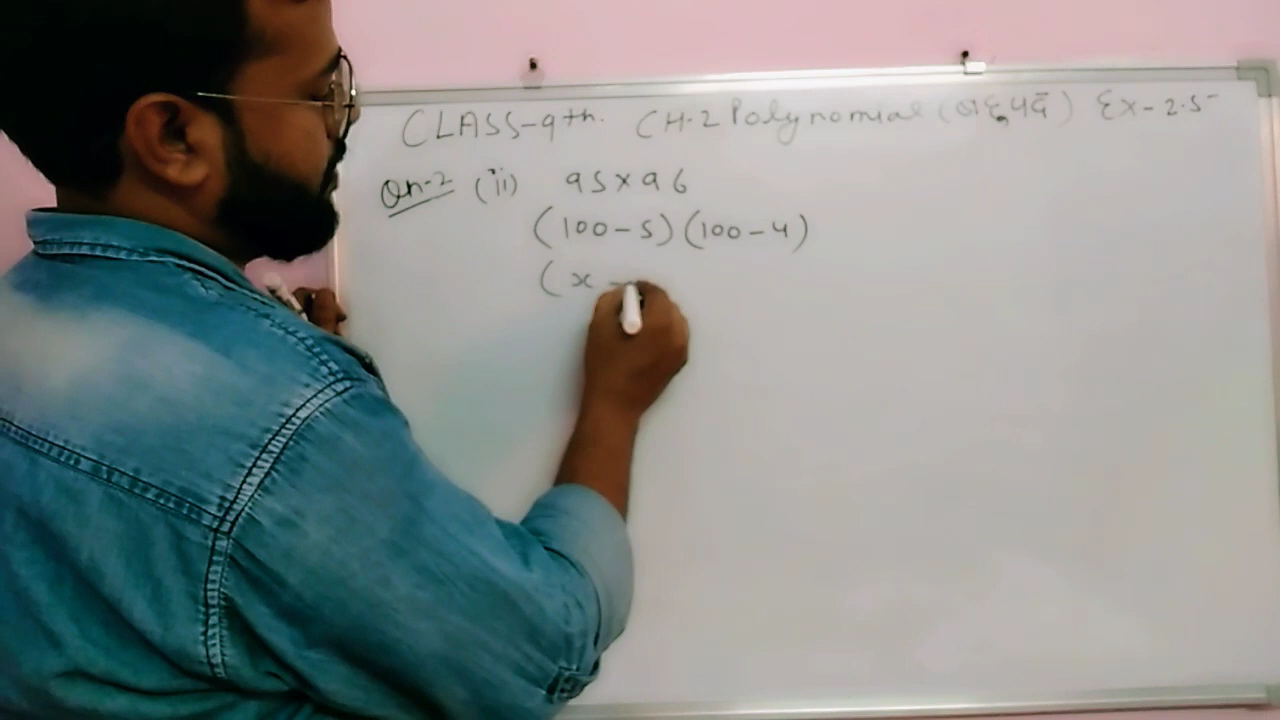 CLASS-9th. CH-2 Polynomial (बहुपद) Ex-2.5
Qn-2 (ii) 95×96
(100-5)(100-4)
(x -